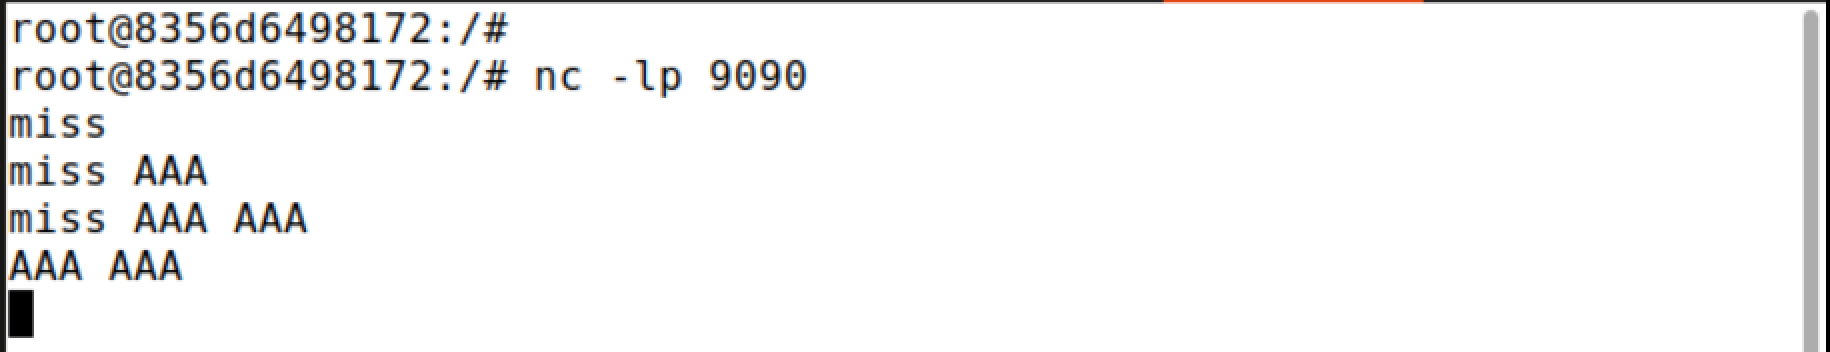 root@8356d6498172:/#
root@8356d6498172:/# nc -lp 9090
miss
miss AAA
miss AAA AAA
AAA AAA